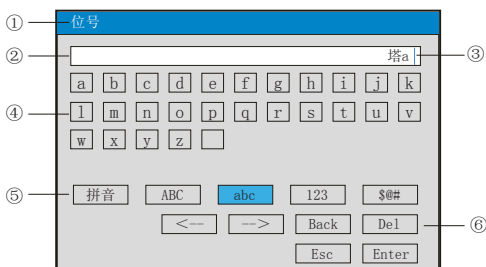 ① 位号
② 塔a ③
a b c d e f g h i j k
④ l m n o p q r s t u v
w x y z
⑤ 拼音 ABC abc 123 $@#
<-- --> Back Del ⑥
Esc Enter